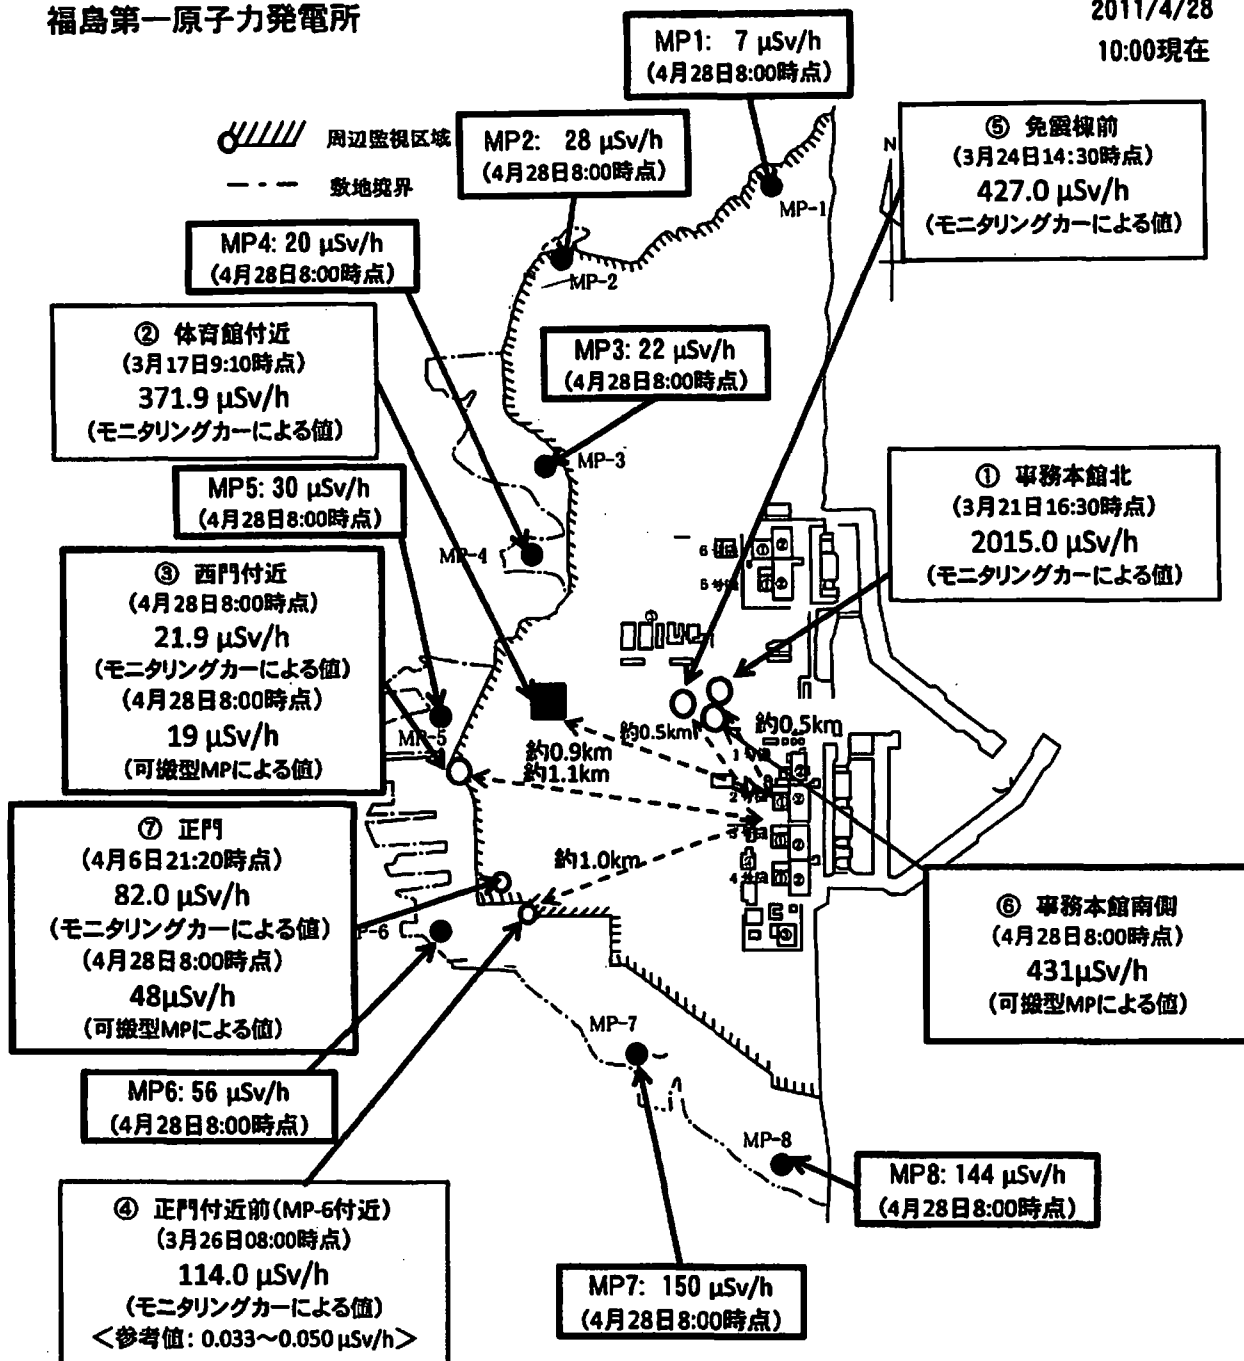 福島第一原子力発電所
2011/4/28
10:00現在
周辺監視区域
敷地境界
MP1: 7 μSv/h
(4月28日8:00時点)
MP2: 28 μSv/h
(4月28日8:00時点)
MP4: 20 μSv/h
(4月28日8:00時点)
⑤ 免震棟前
(3月24日14:30時点)
427.0 μSv/h
(モニタリングカーによる値)
N
MP-1
MP-2
② 体育館付近
(3月17日9:10時点)
371.9 μSv/h
(モニタリングカーによる値)
MP3: 22 μSv/h
(4月28日8:00時点)
MP-3
MP5: 30 μSv/h
(4月28日8:00時点)
① 事務本館北
(3月21日16:30時点)
2015.0 μSv/h
(モニタリングカーによる値)
MP-4
③ 西門付近
(4月28日8:00時点)
21.9 μSv/h
(モニタリングカーによる値)
(4月28日8:00時点)
19 μSv/h
(可搬型MPによる値)
MP-5
約0.5km
約0.5km
約0.9km
約1.1km
約1.0km
⑦ 正門
(4月6日21:20時点)
82.0 μSv/h
(モニタリングカーによる値)
(4月28日8:00時点)
48μSv/h
(可搬型MPによる値)
P-6
⑥ 事務本館南側
(4月28日8:00時点)
431μSv/h
(可搬型MPによる値)
MP-7
MP6: 56 μSv/h
(4月28日8:00時点)
MP-8
MP8: 144 μSv/h
(4月28日8:00時点)
④ 正門付近前(MP-6付近)
(3月26日08:00時点)
114.0 μSv/h
(モニタリングカーによる値)
＜参考値: 0.033～0.050 μSv/h＞
MP7: 150 μSv/h
(4月28日8:00時点)